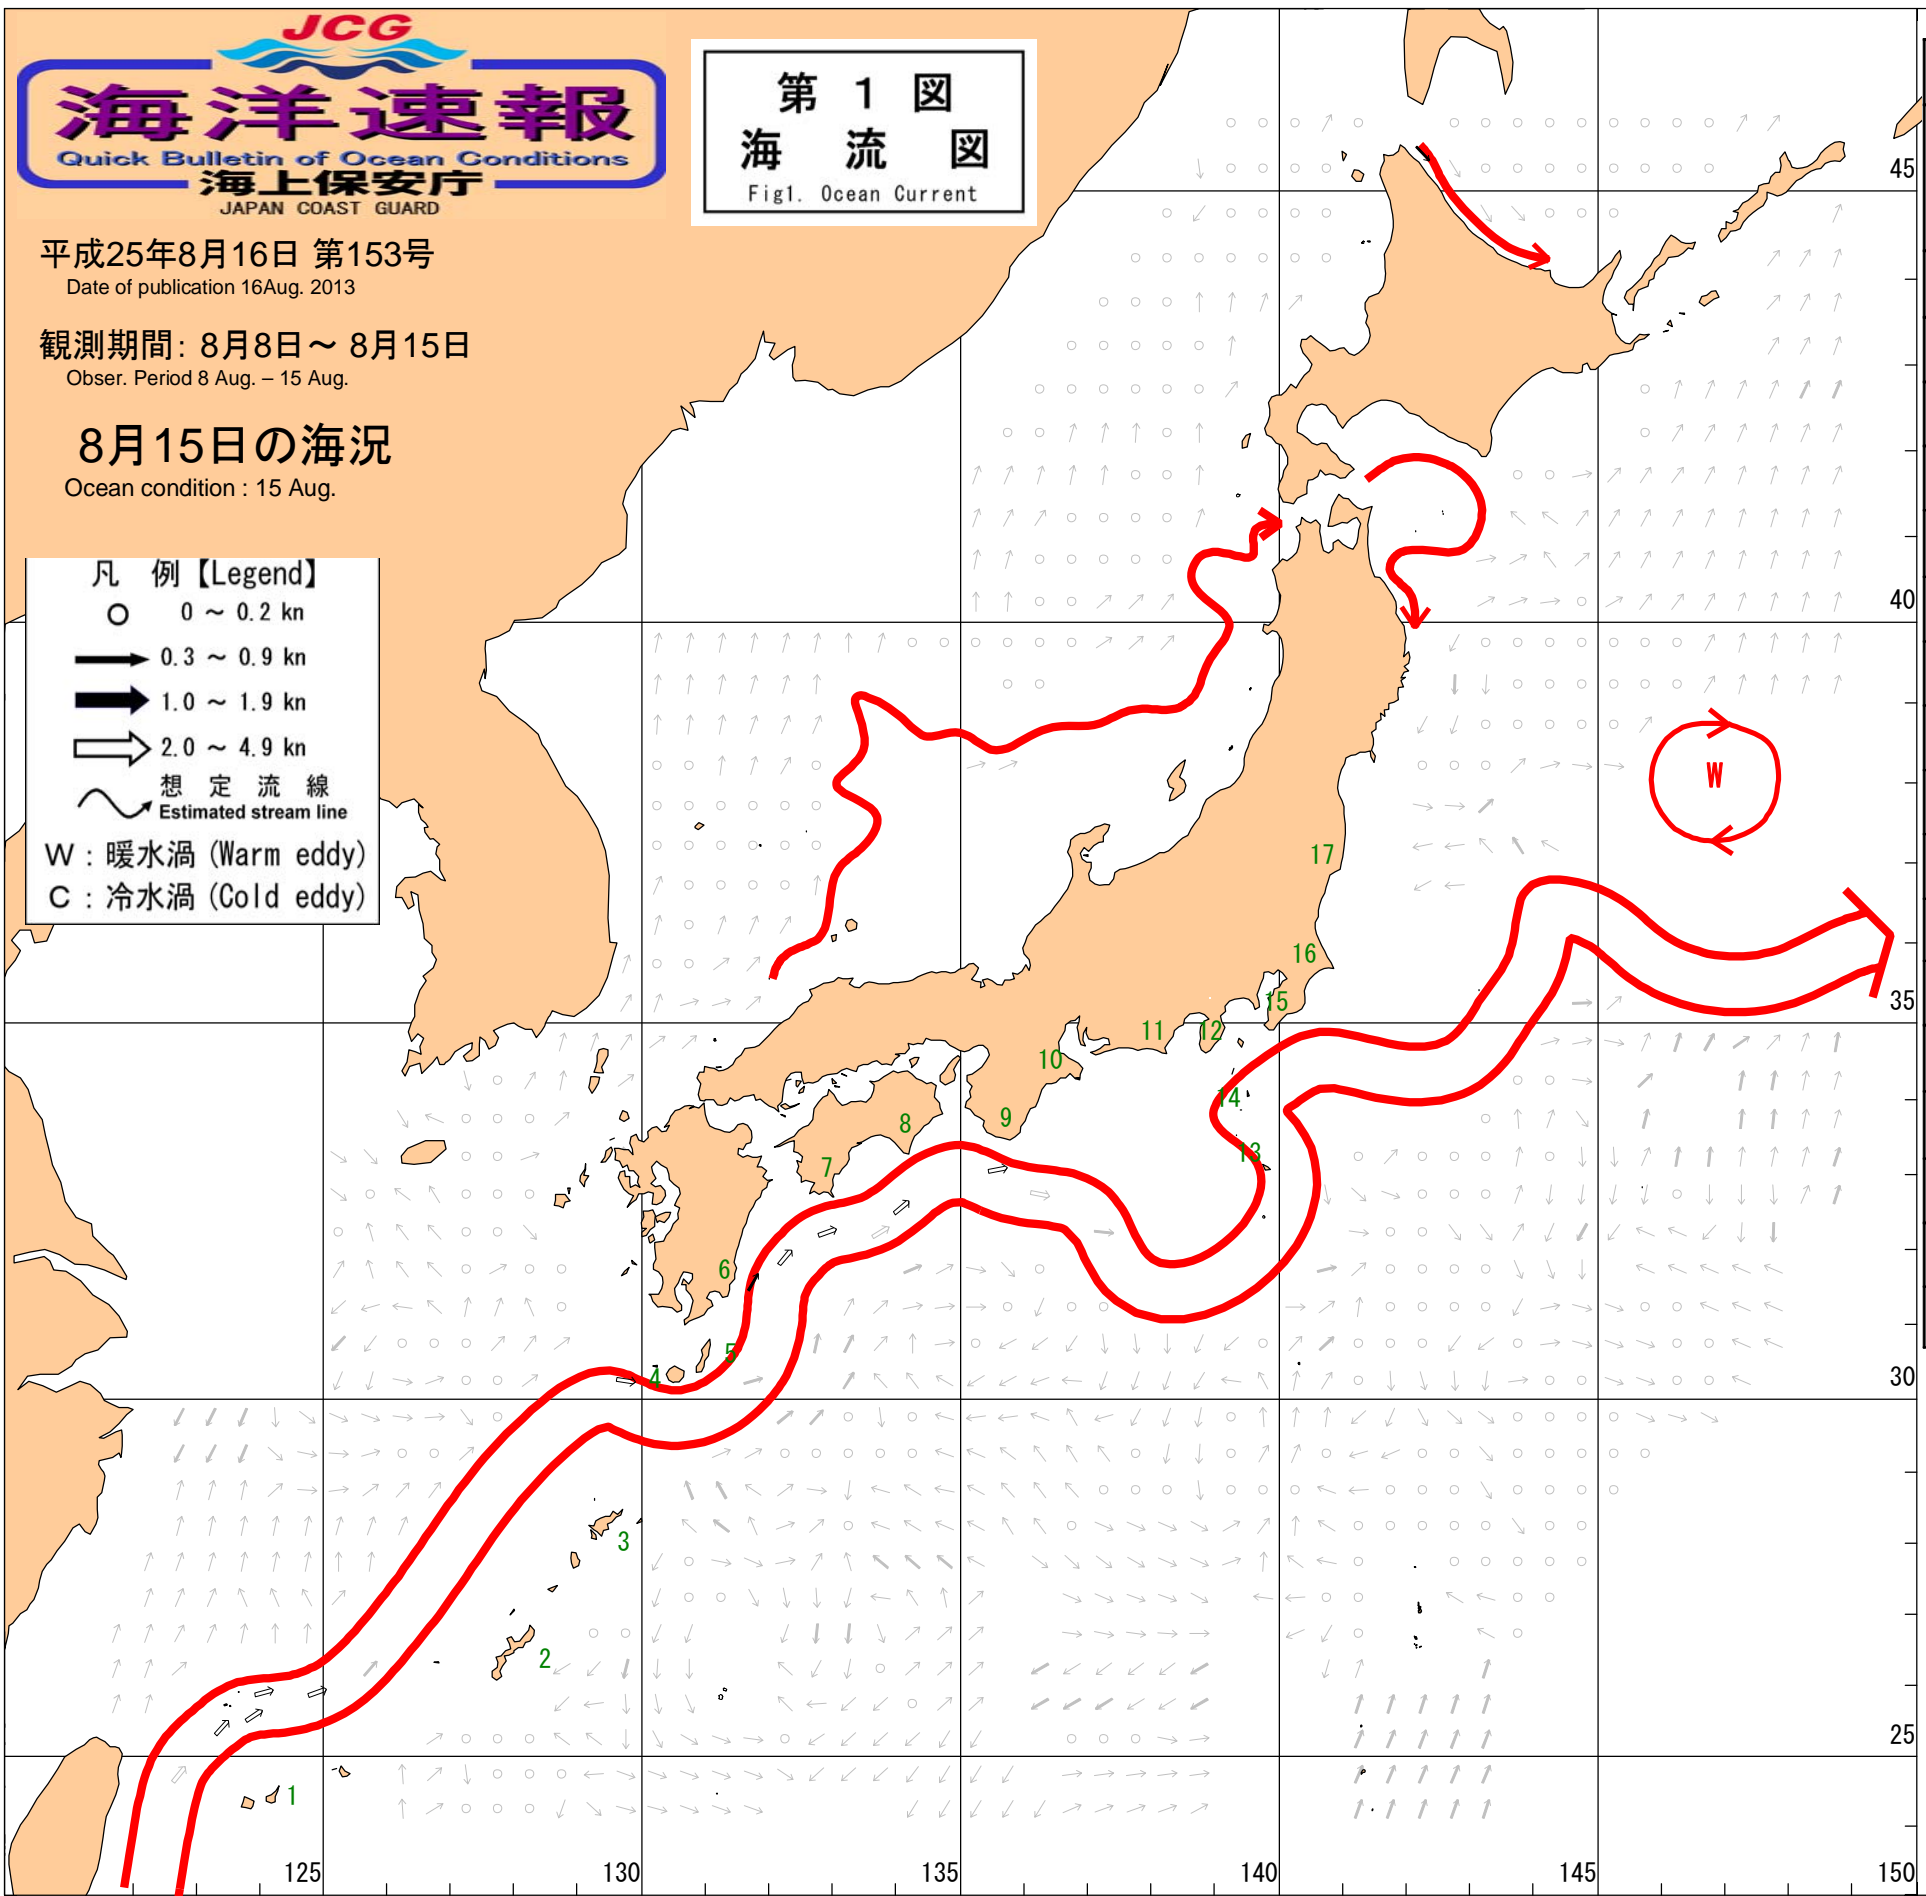 JCG
海洋速報
Quick Bulletin of Ocean Conditions
海上保安庁
JAPAN COAST GUARD
第 1 図
海 流 図
Fig1. Ocean Current
平成25年8月16日 第153号
Date of publication 16Aug. 2013
観測期間: 8月8日~ 8月15日
Obser. Period 8 Aug. – 15 Aug.
8月15日の海況
Ocean condition : 15 Aug.
凡 例【Legend】
0 ~ 0.2 kn
0.3 ~ 0.9 kn
1.0 ~ 1.9 kn
2.0 ~ 4.9 kn
想 定 流 線
Estimated stream line
W : 暖水渦 (Warm eddy)
C : 冷水渦 (Cold eddy)
45
40
W
17
16
35
15
12
11
10
14
9
8
13
7
6
5
4
30
3
2
25
1
125
130
135
140
145
150